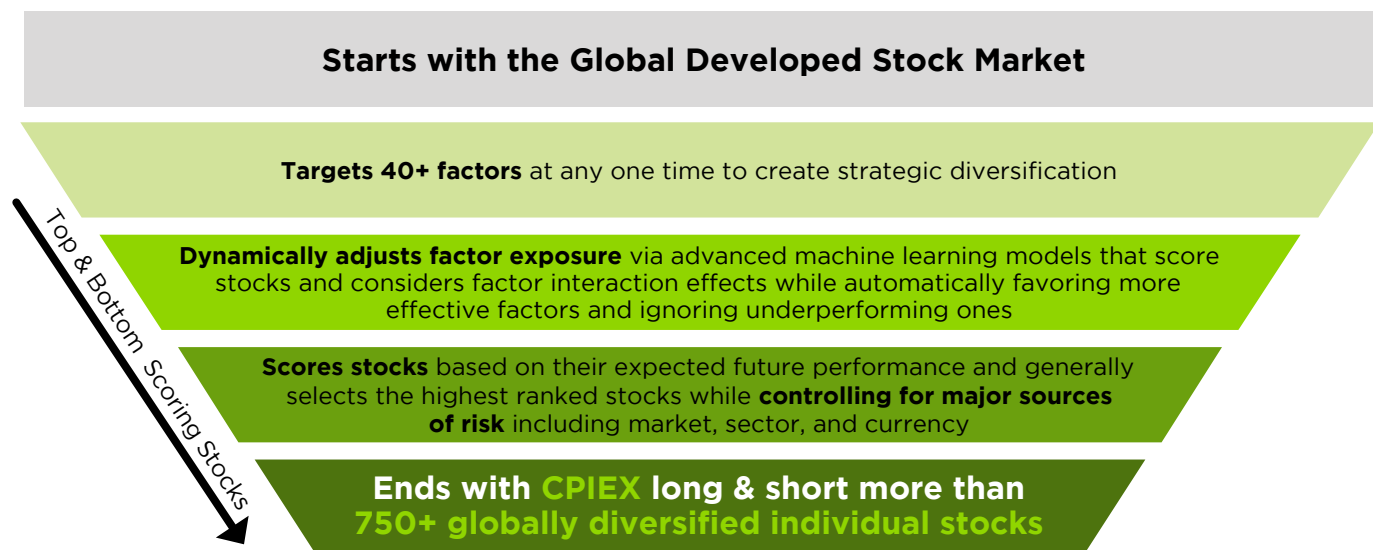 Starts with the Global Developed Stock Market
Targets 40+ factors at any one time to create strategic diversification
Dynamically adjusts factor exposure via advanced machine learning models that score
stocks and considers factor interaction effects while automatically favoring more
effective factors and ignoring underperforming ones
Scores stocks based on their expected future performance and generally
selects the highest ranked stocks while controlling for major sources
of risk including market, sector, and currency
Ends with CPIEX long & short more than
750+ globally diversified individual stocks
Top & Bottom Scoring Stocks